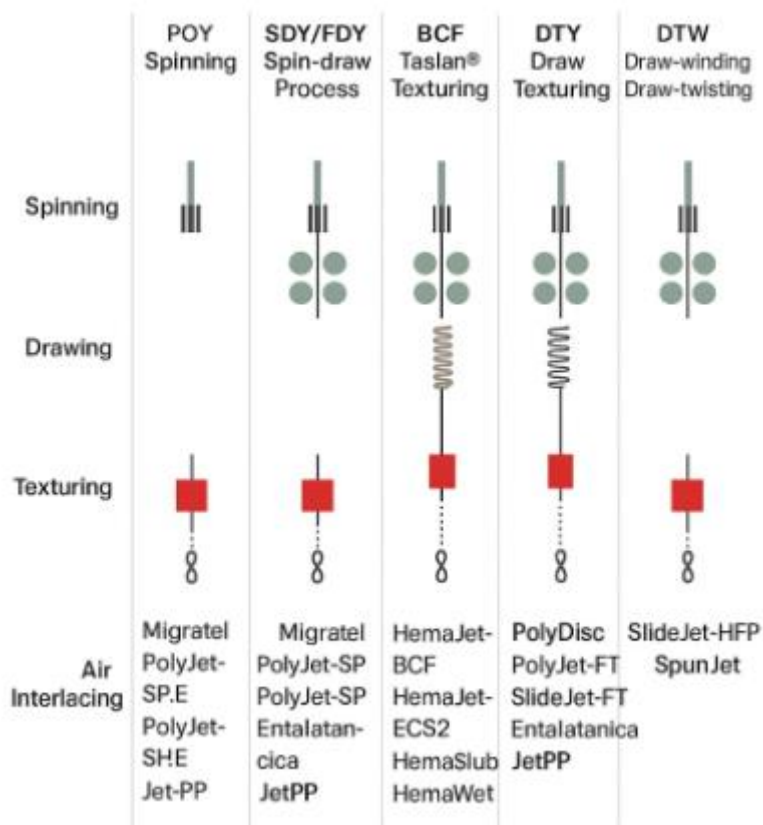 POY
Spinning
SDY/FDY
Spin-draw
Process
BCF
Taslan®
Texturing
DTY
Draw
Texturing
DTW
Draw-winding
Draw-twisting
Spinning
Drawing
Texturing
Air
Interlacing
Migratel
PolyJet-
SP.E
PolyJet-
SH!E
Jet-PP
Migratel
PolyJet-SP
PolyJet-SP
Entalatan-
cica
JetPP
HemaJet-
BCF
HemaJet-
ECS2
HemaSlub
HemaWet
PolyDisc
PolyJet-FT
SlideJet-FT
Entalatanica
JetPP
SlideJet-HFP
SpunJet